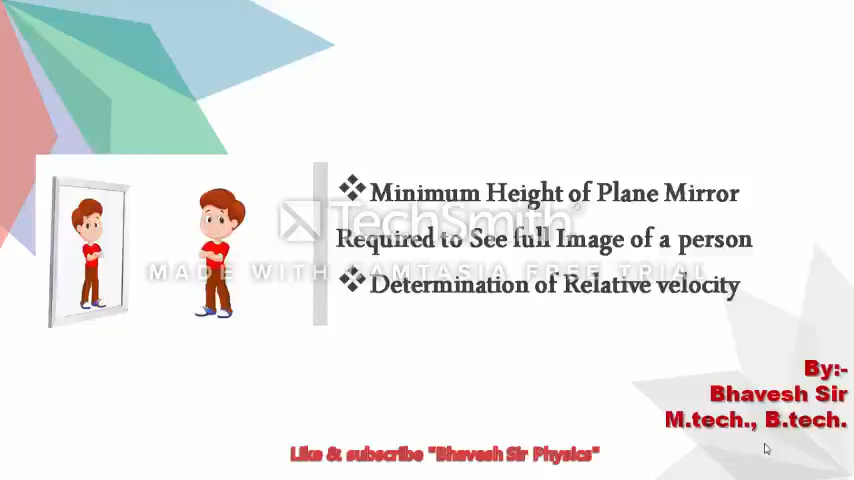 ❖Minimum Height of Plane Mirror
TechSmith®
Required to See full Image of a person
MADE WITH CAMTASIA FREE TRIAL
❖Determination of Relative velocity
By:-
Bhavesh Sir
M.tech., B.tech.
Like & subscribe "Bhavesh Sir Physics"